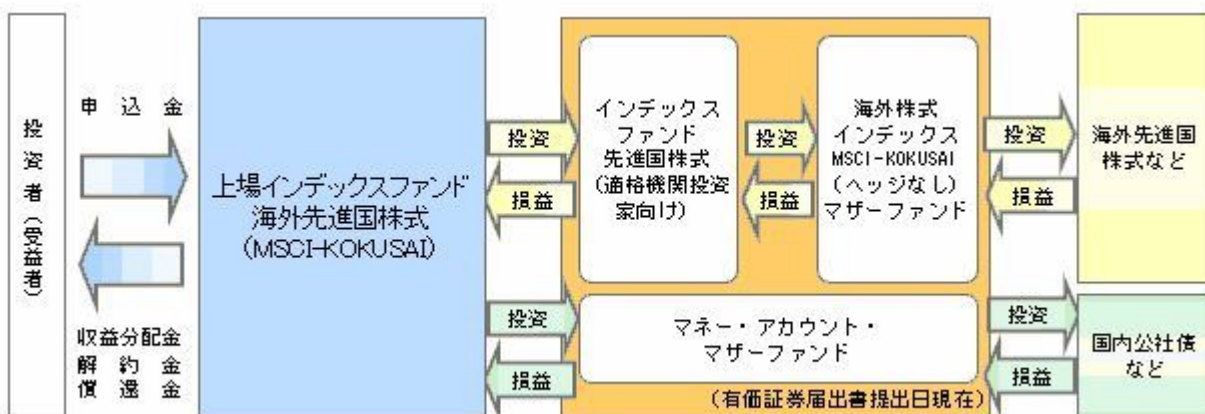 投資者(受益者)
申込金
収益分配金
解約金
償還金
上場インデックスファンド
海外先進国株式
(MSCI-KOKUSAI)
投資
損益
投資
損益
インデックス
ファンド
先進国株式
(適格機関投資
家向け)
投資
損益
海外株式
インデックス
MSCI-KOKUSAI
(ヘッジなし)
マザーファンド
マネー・アカウント・
マザーファンド
(有価証券届出書提出日現在)
投資
損益
投資
損益
海外先進国
株式など
国内公社債
など